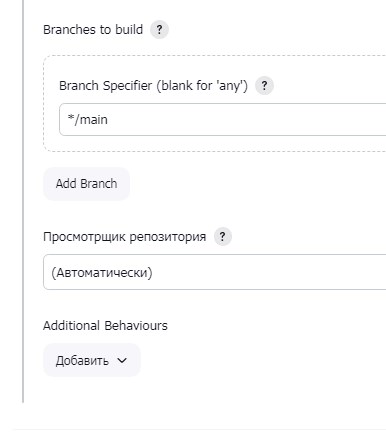 Branches to build ?
Branch Specifier (blank for 'any') ?
*/main
Add Branch
Просмотрщик репозитория ?
(Автоматически)
Additional Behaviours
Добавить